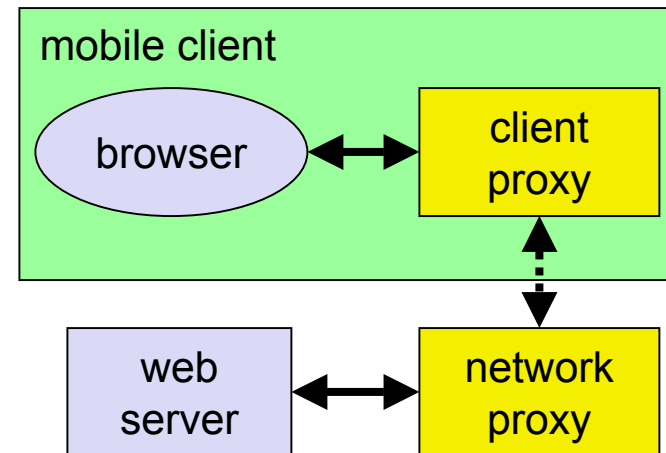 mobile client
browser
client
proxy
web
server
network
proxy